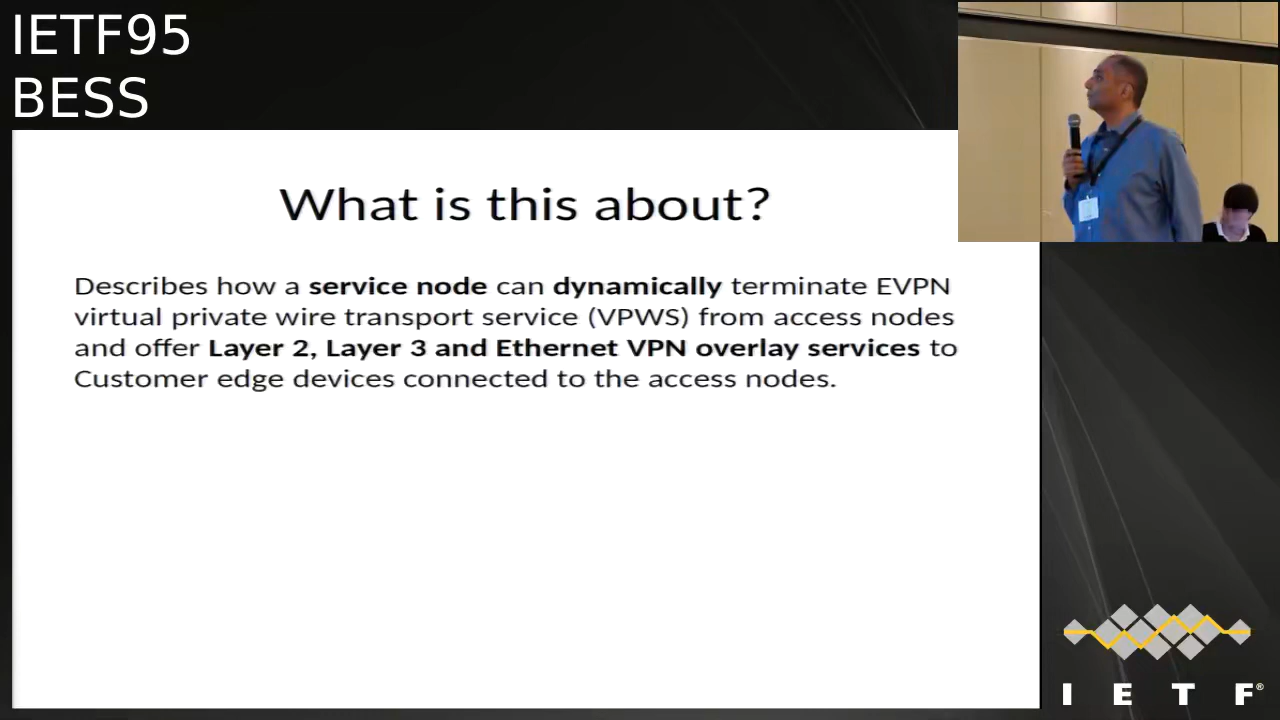 IETF95
BESS
What is this about?
Describes how a service node can dynamically terminate EVPN
virtual private wire transport service (VPWS) from access nodes
and offer Layer 2, Layer 3 and Ethernet VPN overlay services to
Customer edge devices connected to the access nodes.
I E T F®